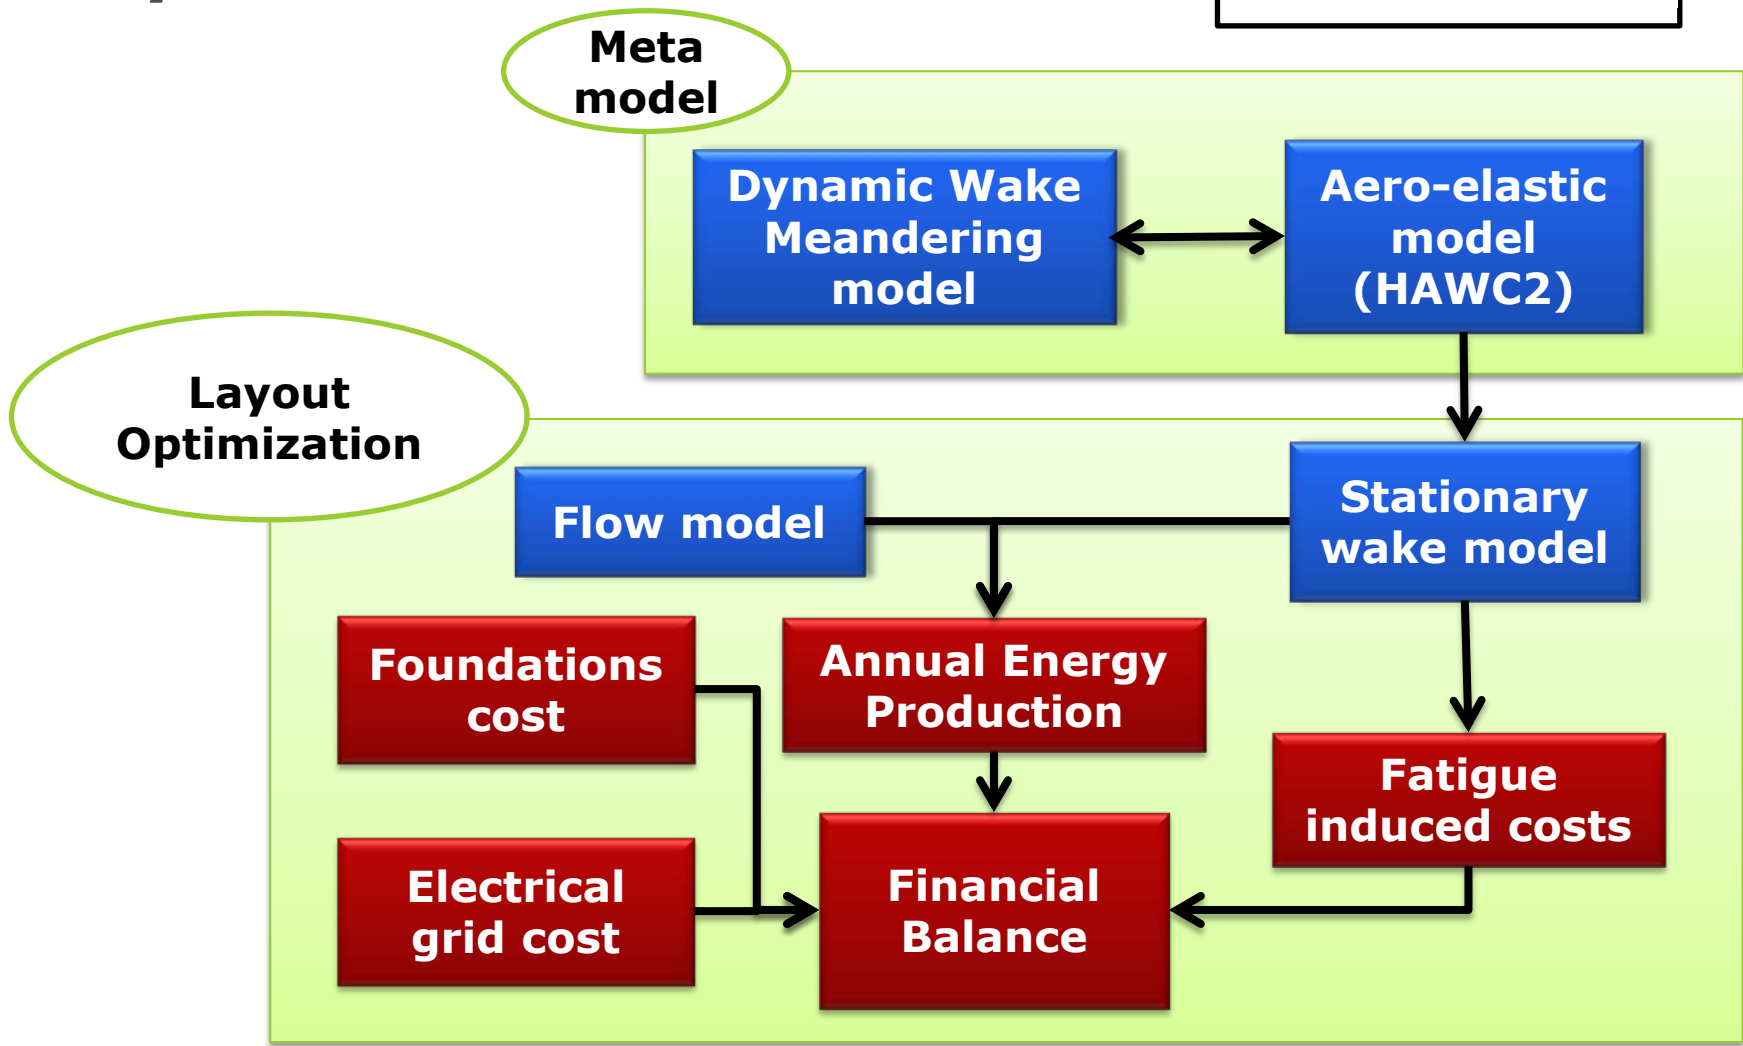 Meta
model
Dynamic Wake
Meandering
model
Aero-elastic
model
(HAWC2)
Layout
Optimization
Flow model
Stationary
wake model
Foundations
cost
Annual Energy
Production
Fatigue
induced costs
Electrical
grid cost
Financial
Balance